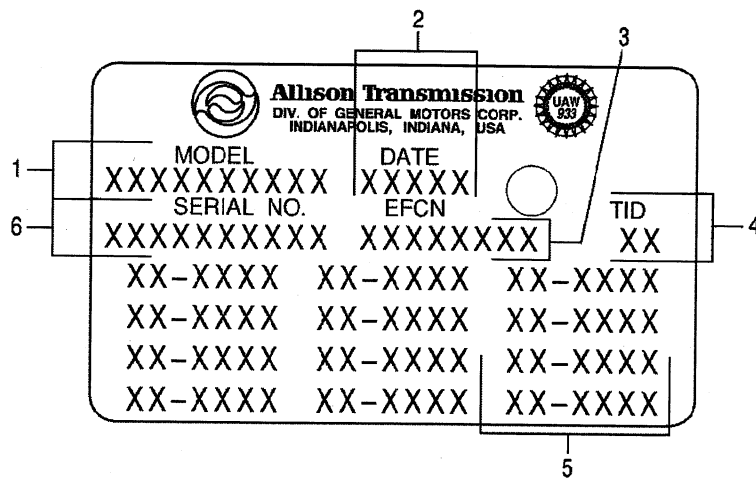 2
3
Allison Transmission
DIV. OF GENERAL MOTORS CORP.
INDIANAPOLIS, INDIANA, USA
UAW
933
MODEL DATE
1
XXXXXXXXXX XXXXX
SERIAL NO. EFCN TID
6 4
XXXXXXXXXX XXXXXXXX XX
XX-XXXX XX-XXXX XX-XXXX
XX-XXXX XX-XXXX XX-XXXX
XX-XXXX XX-XXXX XX-XXXX
XX-XXXX XX-XXXX XX-XXXX
5